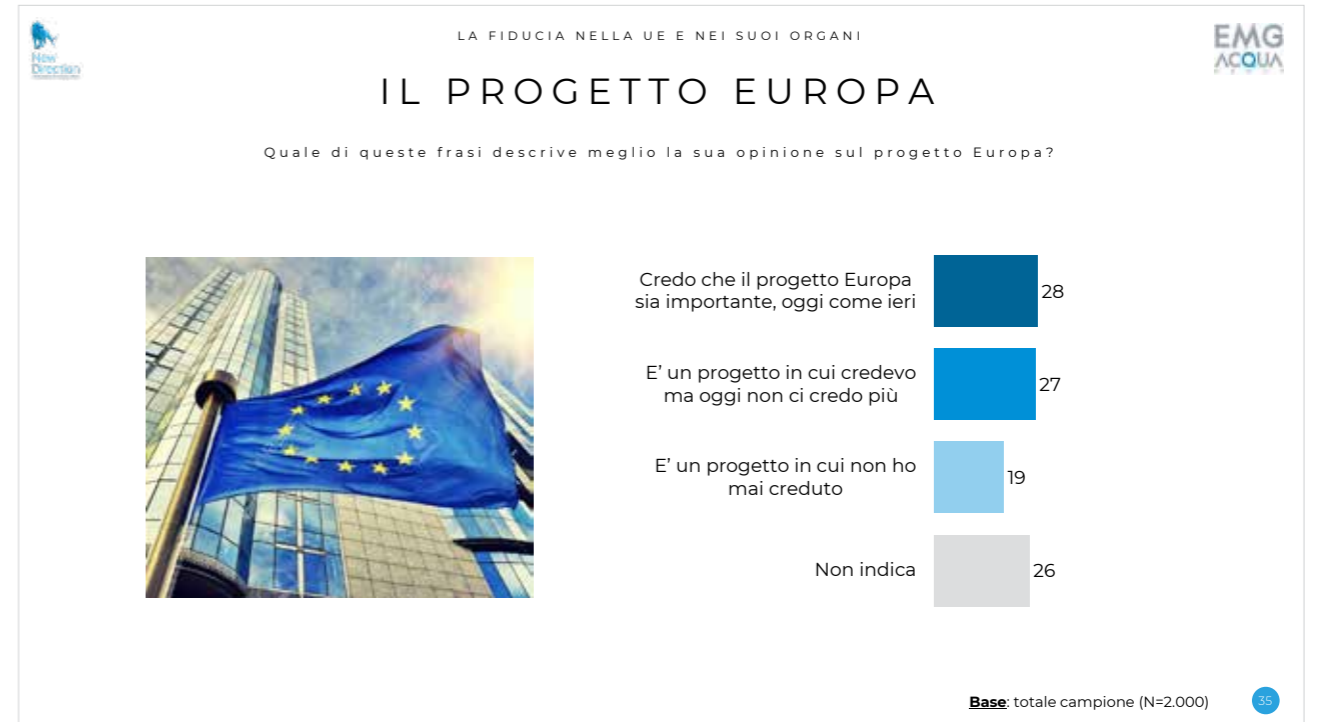 LA FIDUCIA NELLA UE E NEI SUOI ORGANI
New
Direction
EMG
ACQUA
IL PROGETTO EUROPA
Quale di queste frasi descrive meglio la sua opinione sul progetto Europa?
Credo che il progetto Europa
sia importante, oggi come ieri
28
E' un progetto in cui credevo
ma oggi non ci credo più
27
E' un progetto in cui non ho
mai creduto
19
Non indica
26
Base: totale campione (N=2.000)
35